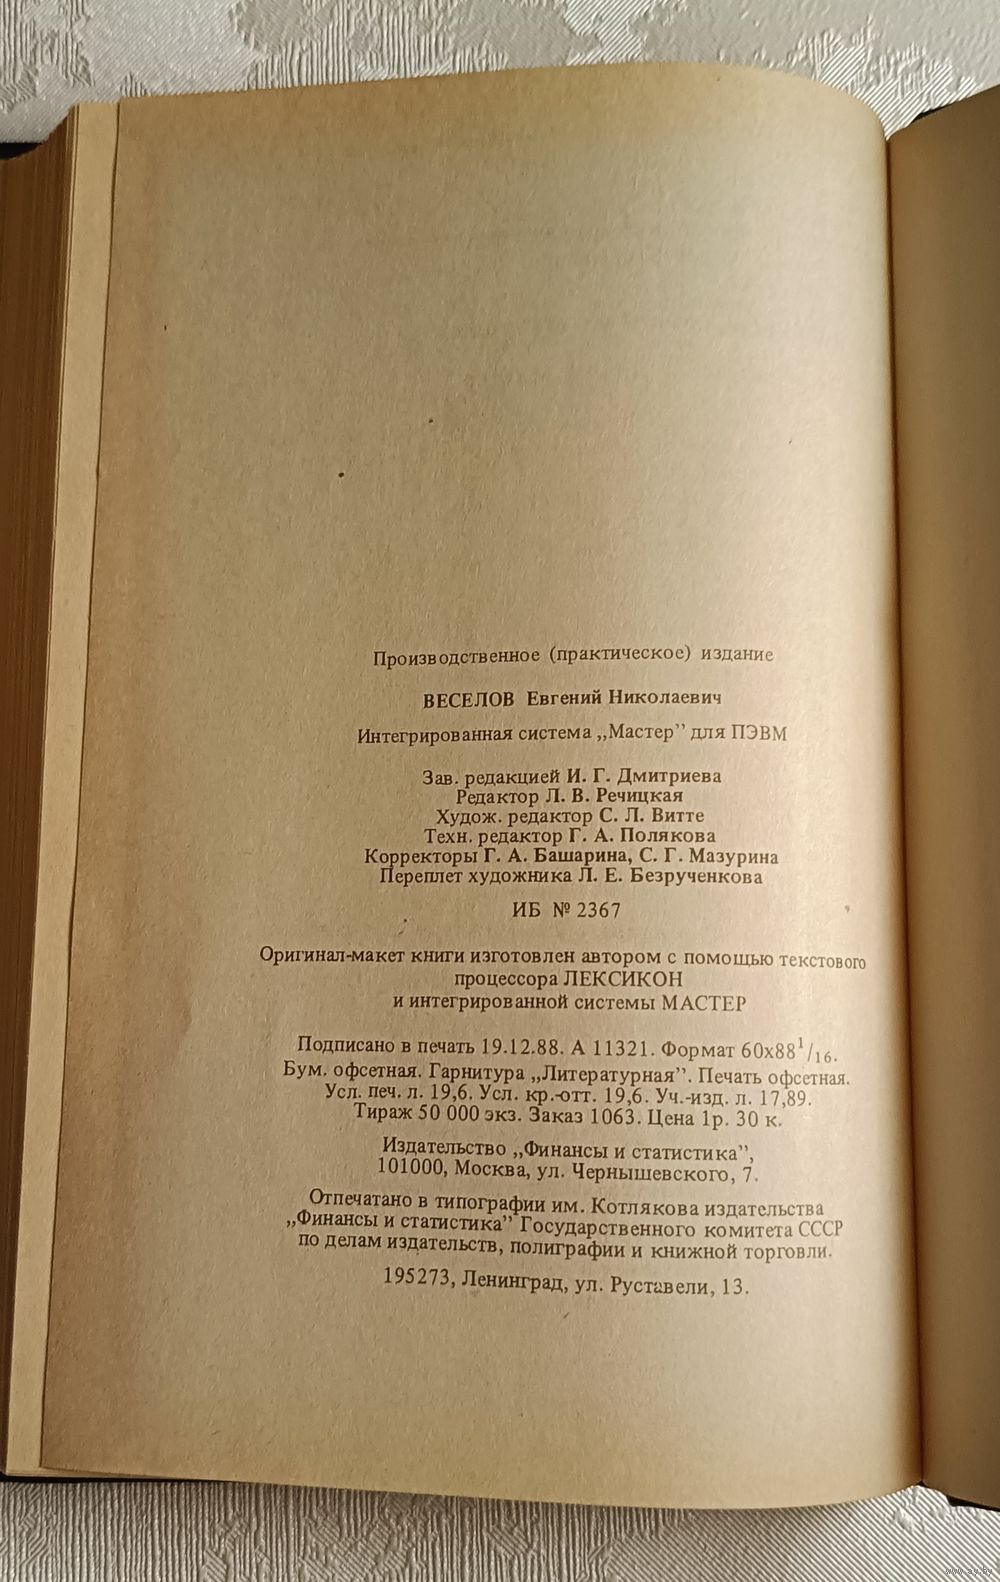 Производственное (практическое) издание
ВЕСЕЛОВ Евгений Николаевич
Интегрированная система „Мастер” для ПЭВМ
Зав. редакцией И. Г. Дмитриева
Редактор Л. В. Речицкая
Худож. редактор С. Л. Витте
Техн. редактор Г. А. Полякова
Корректоры Г. А. Башарина, С. Г. Мазурина
Переплет художника Л. Е. Безрученкова
ИБ № 2367
Оригинал-макет книги изготовлен автором с помощью текстового
процессора ЛЕКСИКОН
и интегрированной системы МАСТЕР
Подписано в печать 19.12.88. А 11321. Формат 60х88¹/₁₆.
Бум. офсетная. Гарнитура „Литературная”. Печать офсетная.
Усл. печ. л. 19,6. Усл. кр.-отт. 19,6. Уч.-изд. л. 17,89.
Тираж 50 000 экз. Заказ 1063. Цена 1р. 30 к.
Издательство „Финансы и статистика”,
101000, Москва, ул. Чернышевского, 7.
Отпечатано в типографии им. Котлякова издательства
„Финансы и статистика” Государственного комитета СССР
по делам издательств, полиграфии и книжной торговли.
195273, Ленинград, ул. Руставели, 13.
www.ay.by